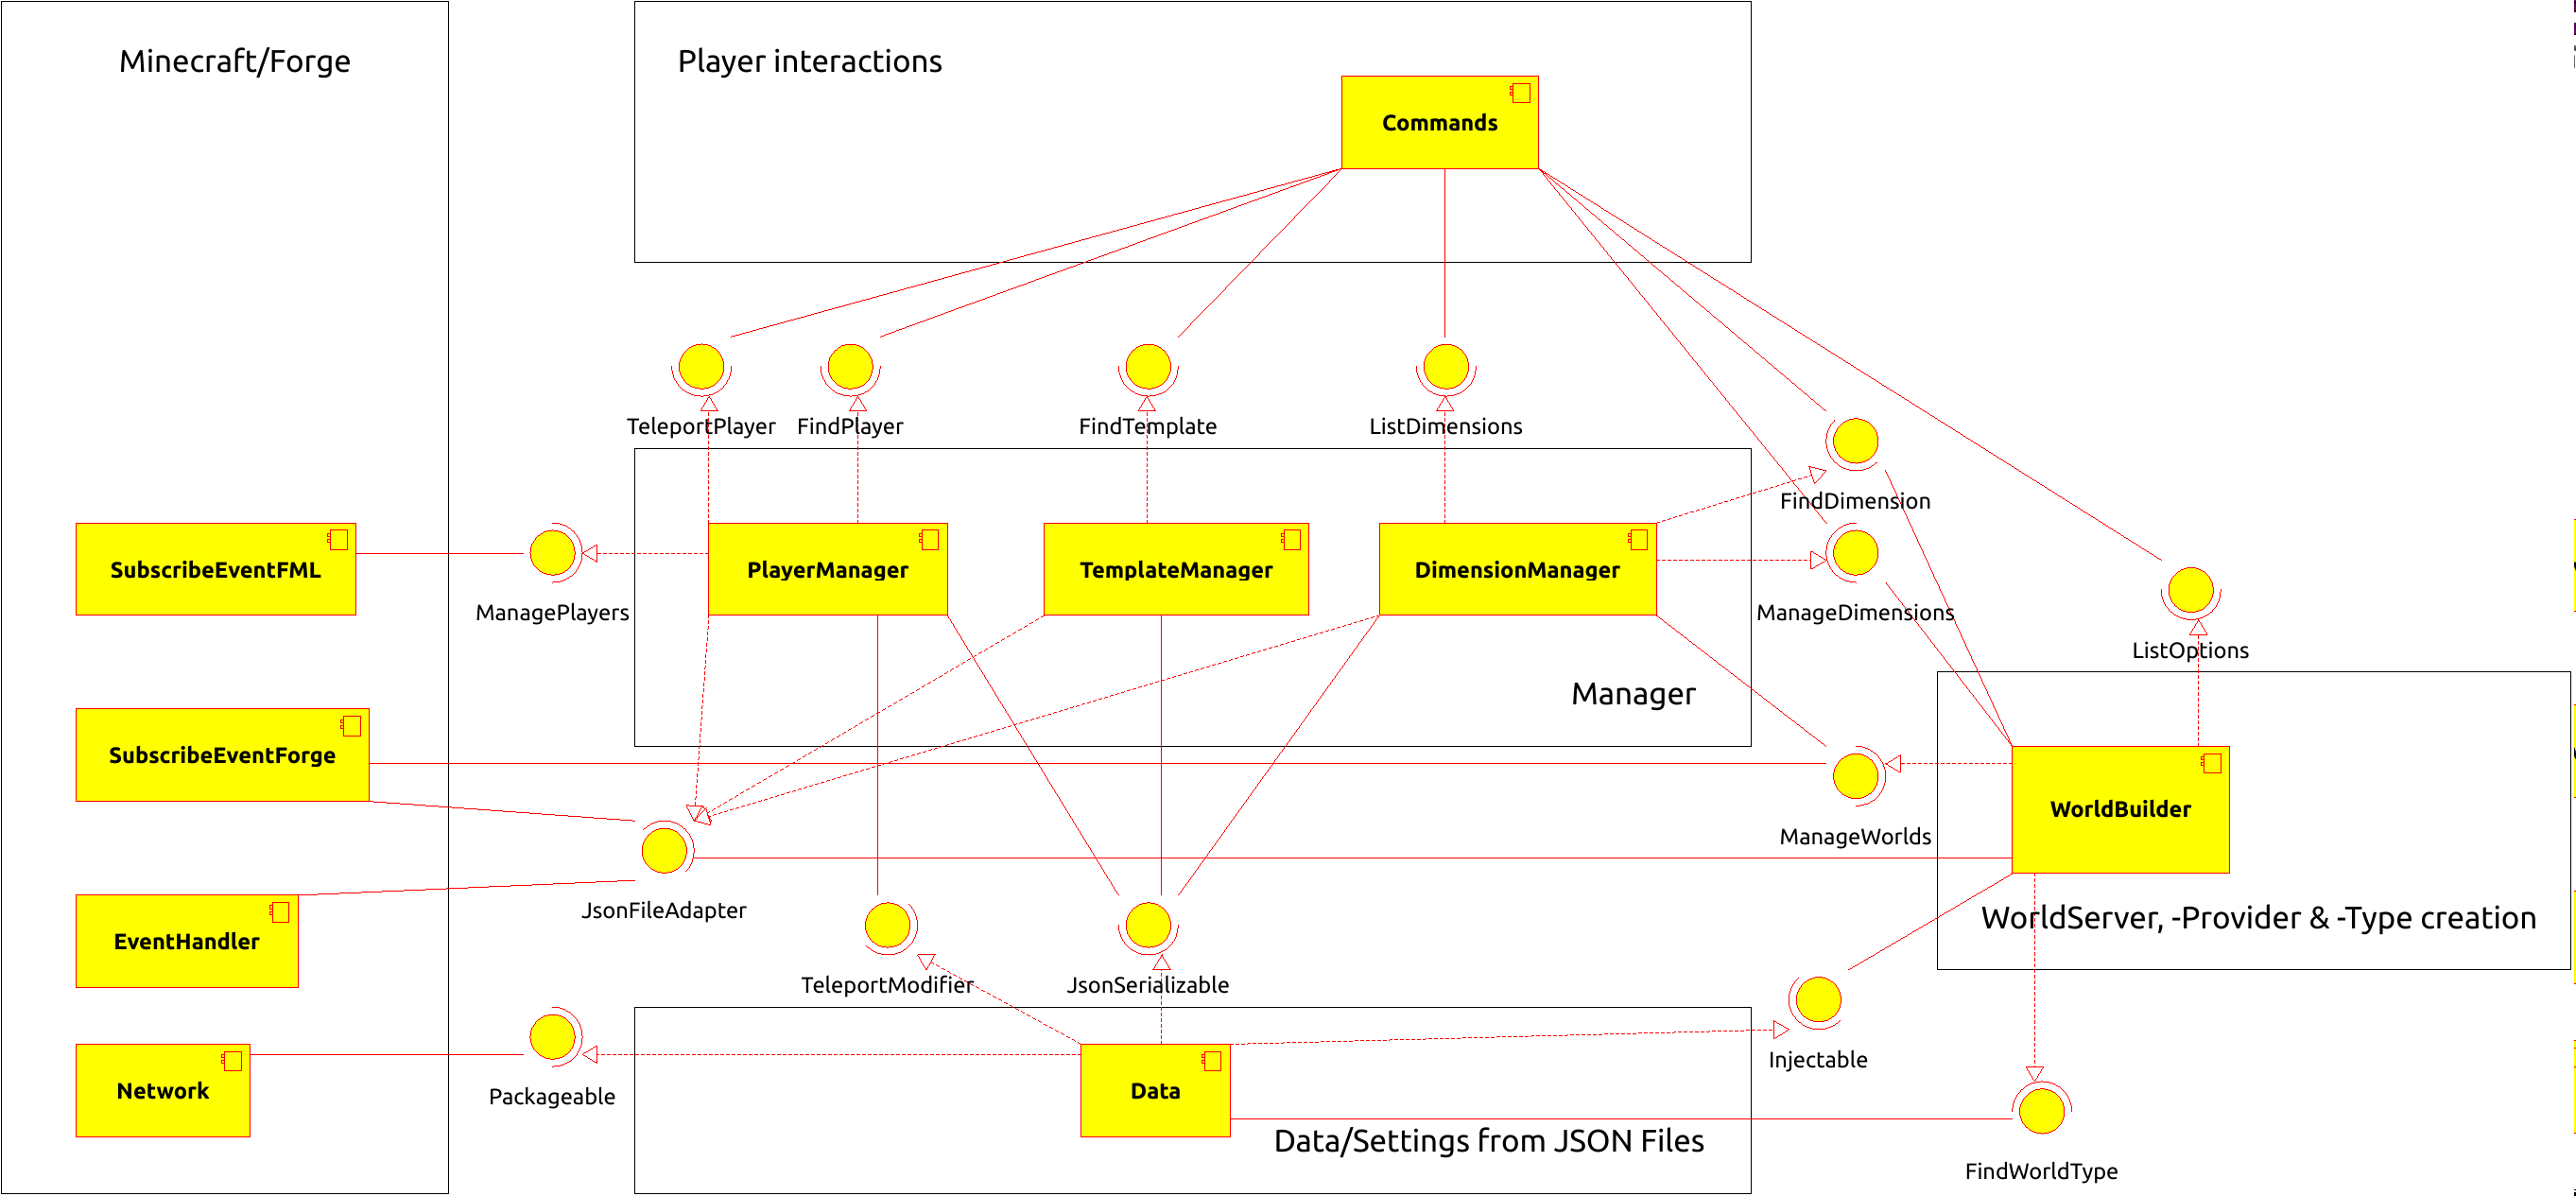 Minecraft/Forge
Player interactions
Commands
TeleportPlayer
FindPlayer
FindTemplate
ListDimensions
FindDimension
SubscribeEventFML
ManagePlayers
PlayerManager
TemplateManager
DimensionManager
ManageDimensions
ListOptions
Manager
SubscribeEventForge
WorldBuilder
ManageWorlds
JsonFileAdapter
WorldServer, -Provider & -Type creation
EventHandler
TeleportModifier
JsonSerializable
Injectable
Network
Packageable
Data
Data/Settings from JSON Files
FindWorldType